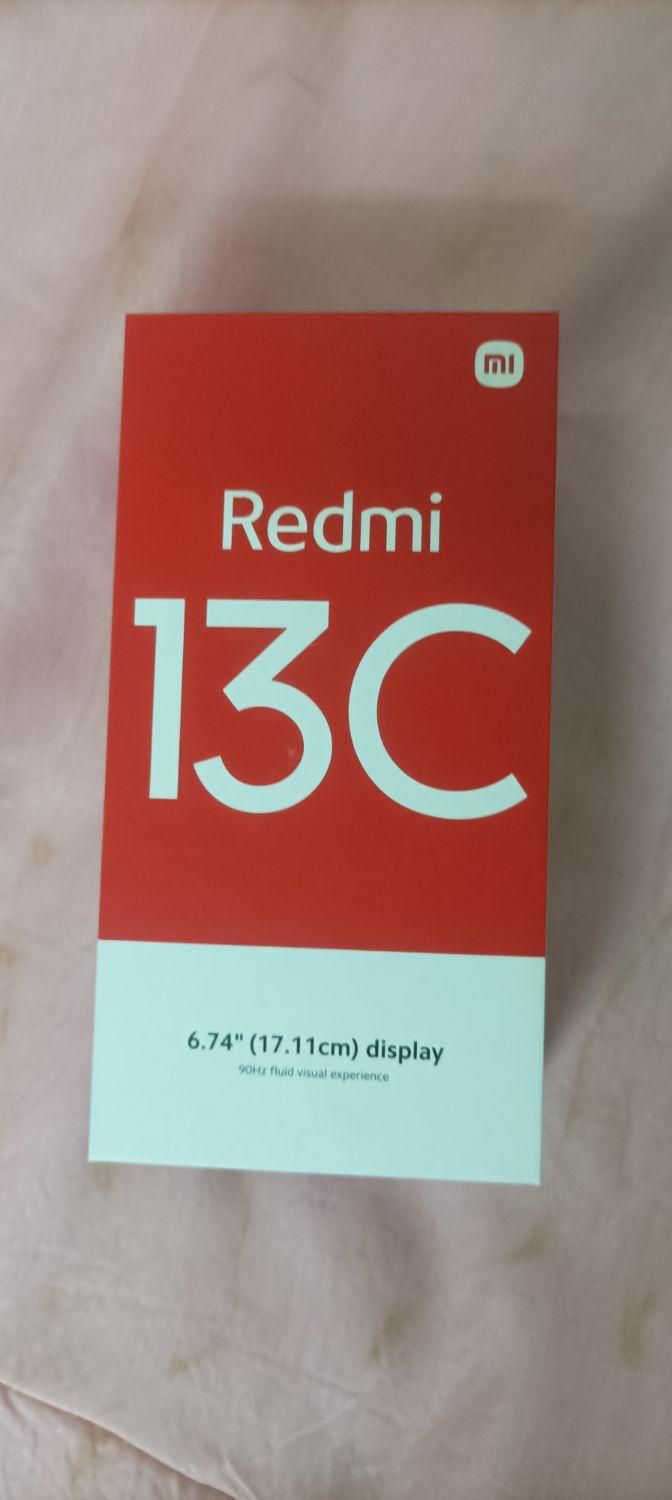 mi
Redmi
13C
6.74" (17.11cm) display
90Hz fluid visual experience